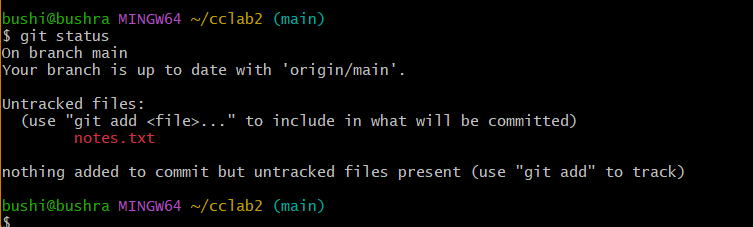 bushi@bushra MINGW64 ~/cclab2 (main)
$ git status
On branch main
Your branch is up to date with 'origin/main'.

Untracked files:
  (use "git add <file>..." to include in what will be committed)
        notes.txt

nothing added to commit but untracked files present (use "git add" to track)

bushi@bushra MINGW64 ~/cclab2 (main)
$